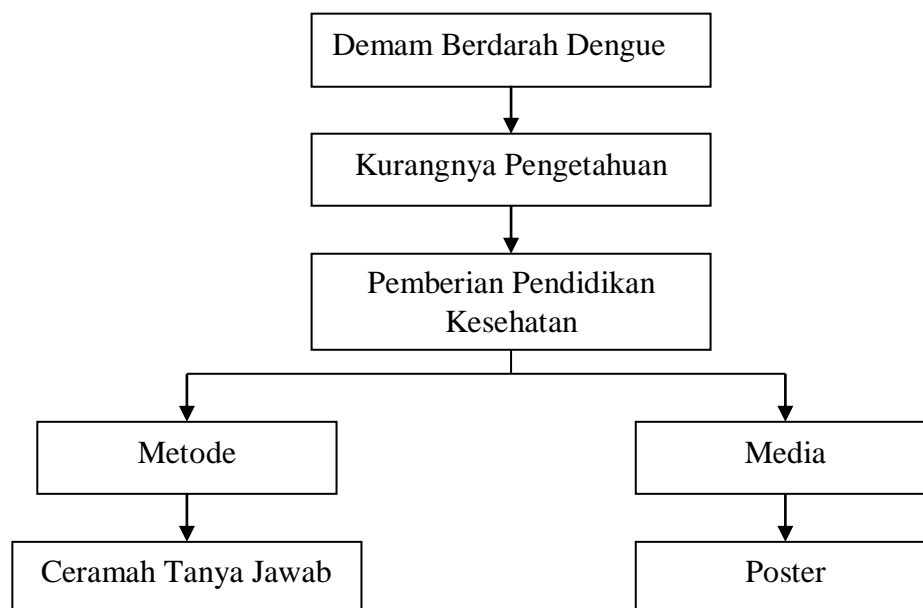 Demam Berdarah Dengue
Kurangnya Pengetahuan
Pemberian Pendidikan
Kesehatan
Metode
Media
Ceramah Tanya Jawab
Poster